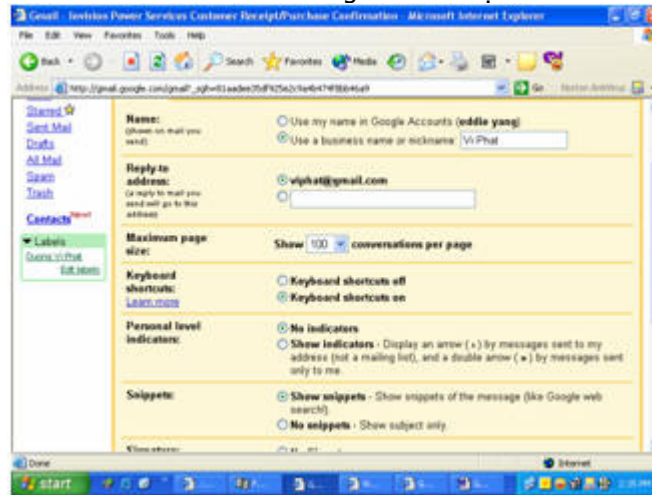 Gmail - Invision Power Services Customer Receipt/Purchase Confirmation - Microsoft Internet Explorer
File Edit View Favorites Tools Help
Back Search Favorites Media
Address Go Norton AntiVirus
Starred
Sent Mail
Drafts
All Mail
Spam
Trash
Contacts
Labels
Duong Vi Phat
Edit labels
Name:
(shown on mail you
send)
Use my name in Google Accounts (eddie yang)
Use a business name or nickname: Vi Phat
Reply-to
address:
(a reply to mail you
send will go to this
address)
viphat@gmail.com
Maximum page
size:
Show 100 conversations per page
Keyboard
shortcuts:
Learn more
Keyboard shortcuts off
Keyboard shortcuts on
Personal level
indicators:
No indicators
Show indicators - Display an arrow (›) by messages sent to my
address (not a mailing list), and a double arrow (») by messages sent
only to me.
Snippets:
Show snippets - Show snippets of the message (like Google web
search!).
No snippets - Show subject only.
Signature:
Done
Internet
start